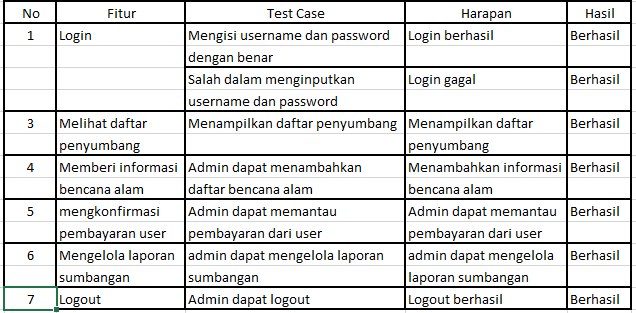 No Fitur Test Case Harapan Hasil
1 Login Mengisi username dan password Login berhasil Berhasil
dengan benar
Salah dalam menginputkan Login gagal Berhasil
username dan password
3 Melihat daftar Menampilkan daftar penyumbang Menampilkan daftar Berhasil
penyumbang penyumbang
4 Memberi informasi Admin dapat menambahkan Menambahkan informasi Berhasil
bencana alam daftar bencana alam bencana alam
5 mengkonfirmasi Admin dapat memantau Admin dapat memantau Berhasil
pembayaran user pembayaran dari user pembayaran dari user
6 Mengelola laporan admin dapat mengelola laporan admin dapat mengelola Berhasil
sumbangan sumbangan laporan sumbangan
7 Logout Admin dapat logout Logout berhasil Berhasil